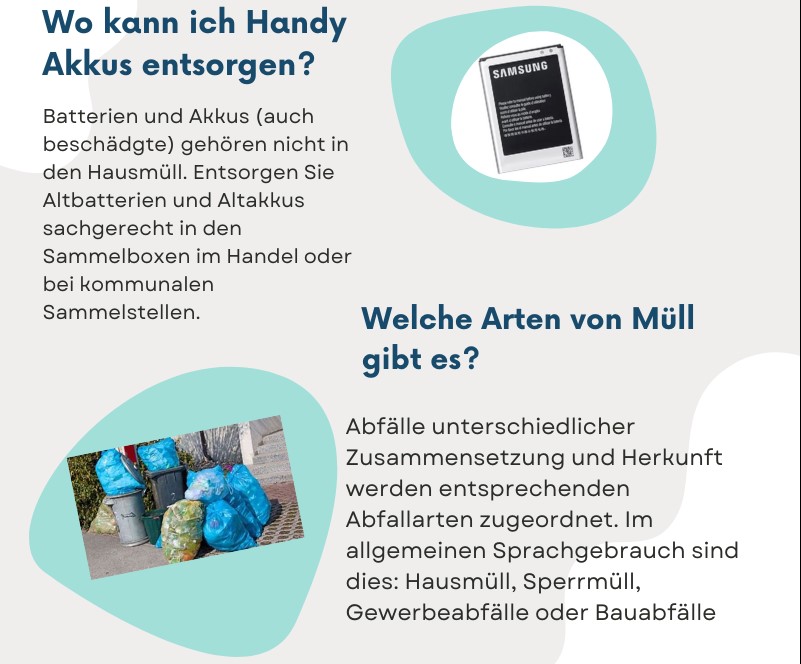 Wo kann ich Handy
Akkus entsorgen?
SAMSUNG
Batterien und Akkus (auch
beschädgte) gehören nicht in
den Hausmüll. Entsorgen Sie
Altbatterien und Altakkus
sachgerecht in den
Sammelboxen im Handel oder
bei kommunalen
Sammelstellen.
Welche Arten von Müll
gibt es?
Abfälle unterschiedlicher
Zusammensetzung und Herkunft
werden entsprechenden
Abfallarten zugeordnet. Im
allgemeinen Sprachgebrauch sind
dies: Hausmüll, Sperrmüll,
Gewerbeabfälle oder Bauabfälle